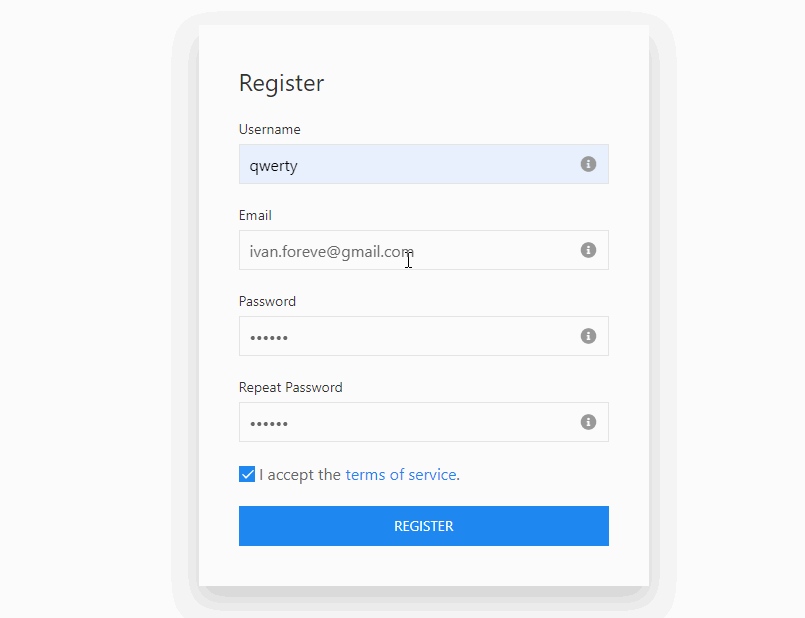 Register
Username
qwerty
Email
ivan.foreve@gmail.com
Password
••••••
Repeat Password
••••••
I accept the terms of service.
REGISTER